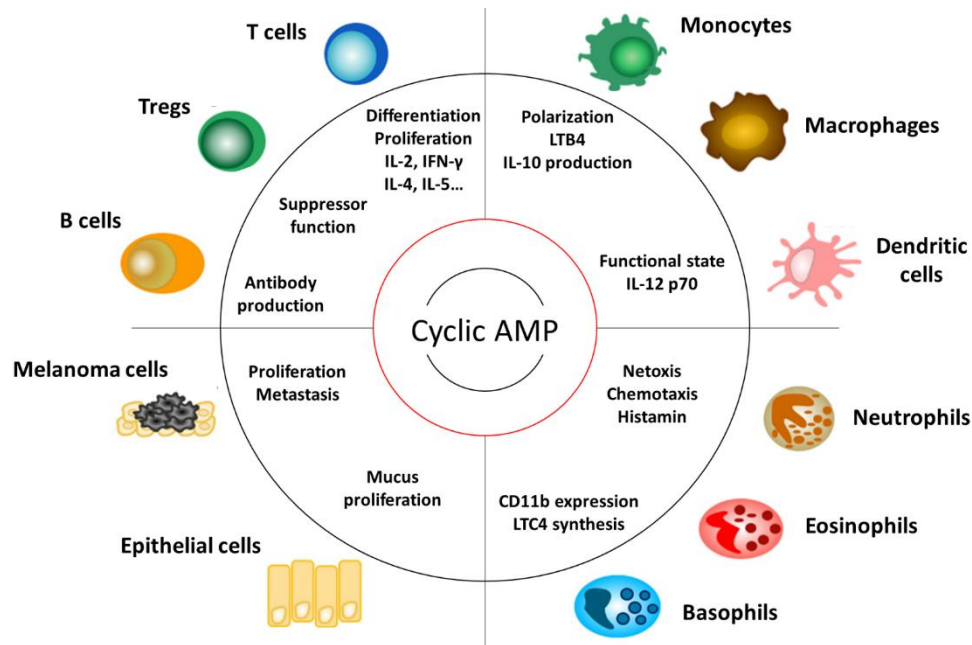 T cells
Monocytes
Tregs
Macrophages
B cells
Dendritic
cells
Differentiation
Proliferation
IL-2, IFN-γ
IL-4, IL-5...
Polarization
LTB4
IL-10 production
Suppressor
function
Functional state
IL-12 p70
Antibody
production
Cyclic AMP
Melanoma cells
Proliferation
Metastasis
Netoxis
Chemotaxis
Histamin
Neutrophils
Mucus
proliferation
CD11b expression
LTC4 synthesis
Eosinophils
Epithelial cells
Basophils